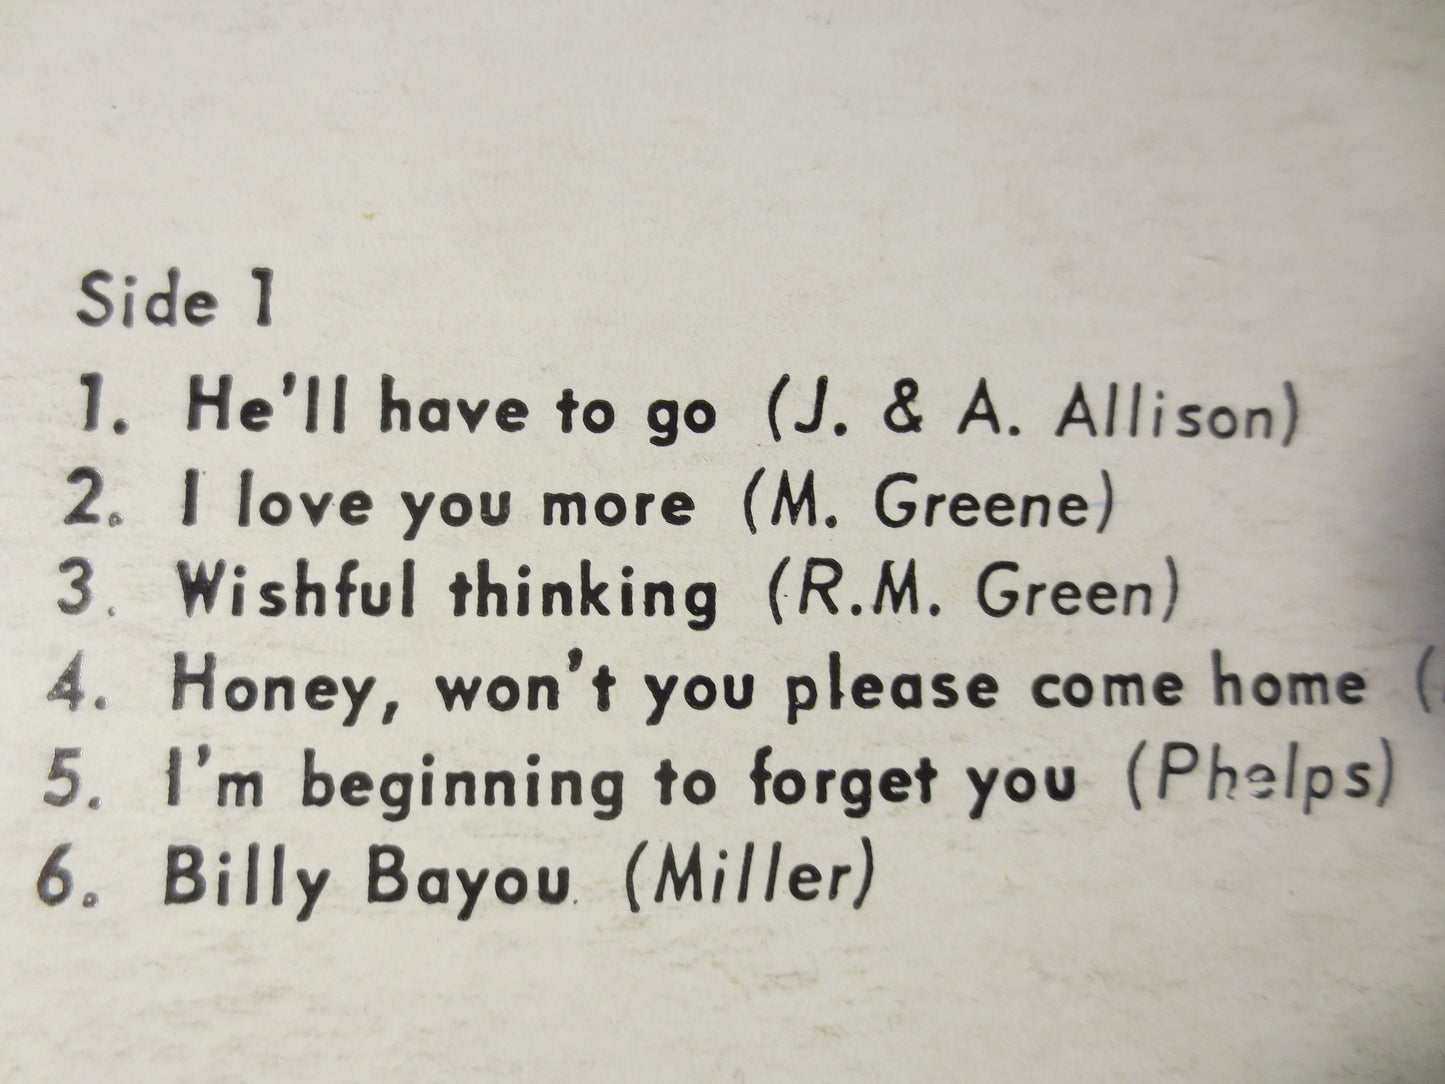 Side 1
1. He'll have to go (J. & A. Allison)
2. I love you more (M. Greene)
3. Wishful thinking (R.M. Green)
4. Honey, won't you please come home (
5. I'm beginning to forget you (Phelps)
6. Billy Bayou. (Miller)